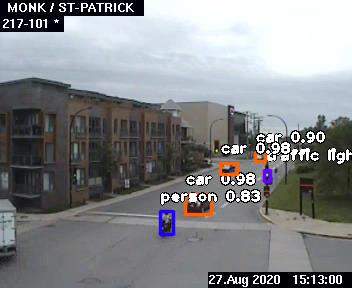 MONK / ST-PATRICK
217-101 *
car 0.90
car 0.98
traffic ligh
car 0.98
person 0.83
27.Aug 2020 15:13:00